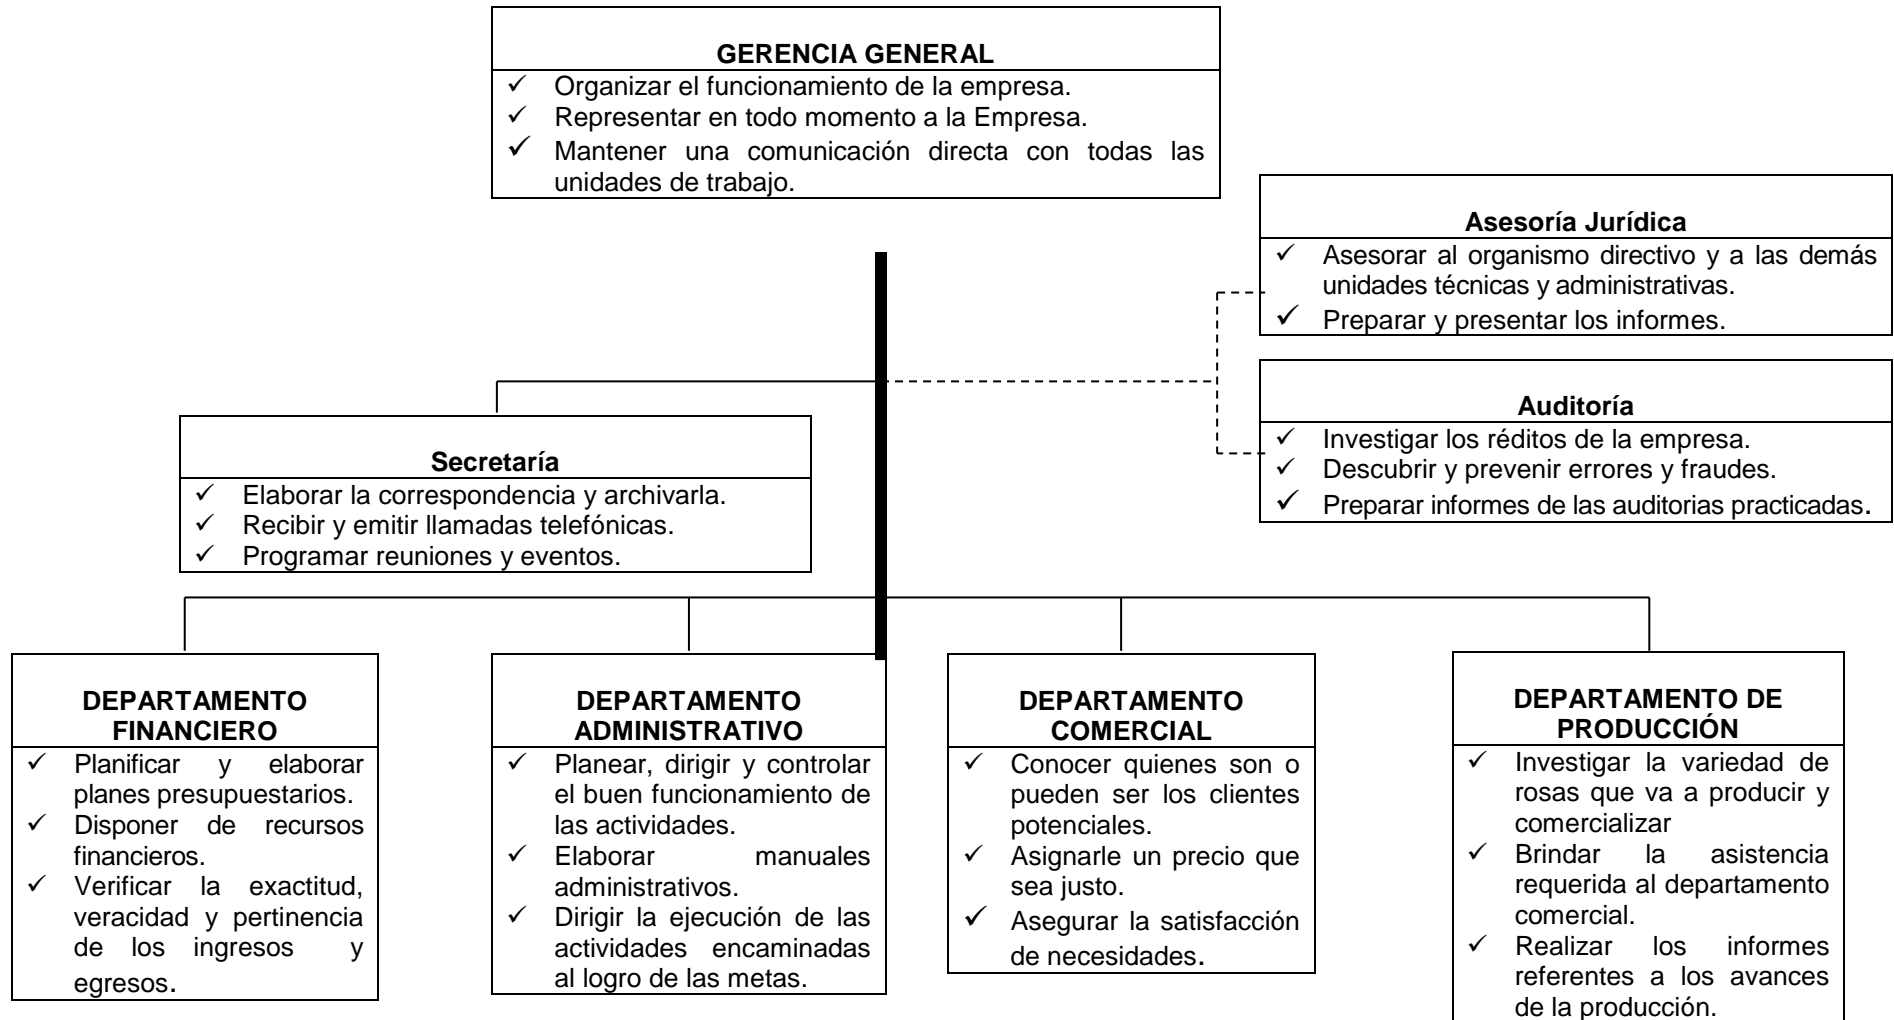 GERENCIA GENERAL
✓ Organizar el funcionamiento de la empresa.
✓ Representar en todo momento a la Empresa.
✓ Mantener una comunicación directa con todas las
unidades de trabajo.
Asesoría Jurídica
✓ Asesorar al organismo directivo y a las demás
unidades técnicas y administrativas.
✓ Preparar y presentar los informes.
Auditoría
✓ Investigar los réditos de la empresa.
✓ Descubrir y prevenir errores y fraudes.
✓ Preparar informes de las auditorias practicadas.
Secretaría
✓ Elaborar la correspondencia y archivarla.
✓ Recibir y emitir llamadas telefónicas.
✓ Programar reuniones y eventos.
DEPARTAMENTO
FINANCIERO
✓ Planificar y elaborar
planes presupuestarios.
✓ Disponer de recursos
financieros.
✓ Verificar la exactitud,
veracidad y pertinencia
de los ingresos y
egresos.
DEPARTAMENTO
ADMINISTRATIVO
✓ Planear, dirigir y controlar
el buen funcionamiento de
las actividades.
✓ Elaborar manuales
administrativos.
✓ Dirigir la ejecución de las
actividades encaminadas
al logro de las metas.
DEPARTAMENTO
COMERCIAL
✓ Conocer quienes son o
pueden ser los clientes
potenciales.
✓ Asignarle un precio que
sea justo.
✓ Asegurar la satisfacción
de necesidades.
DEPARTAMENTO DE
PRODUCCIÓN
✓ Investigar la variedad de
rosas que va a producir y
comercializar
✓ Brindar la asistencia
requerida al departamento
comercial.
✓ Realizar los informes
referentes a los avances
de la producción.